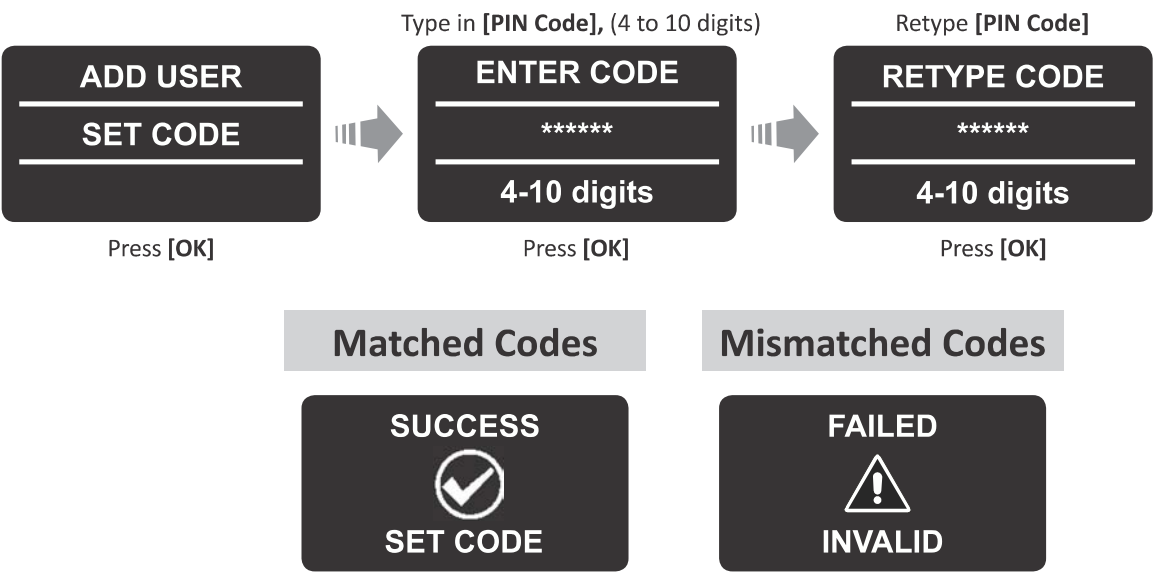 Type in [PIN Code], (4 to 10 digits)
Retype [PIN Code]
ADD USER
SET CODE
ENTER CODE
******
4-10 digits
RETYPE CODE
******
4-10 digits
Press [OK]
Press [OK]
Press [OK]
Matched Codes
Mismatched Codes
SUCCESS
SET CODE
FAILED
INVALID